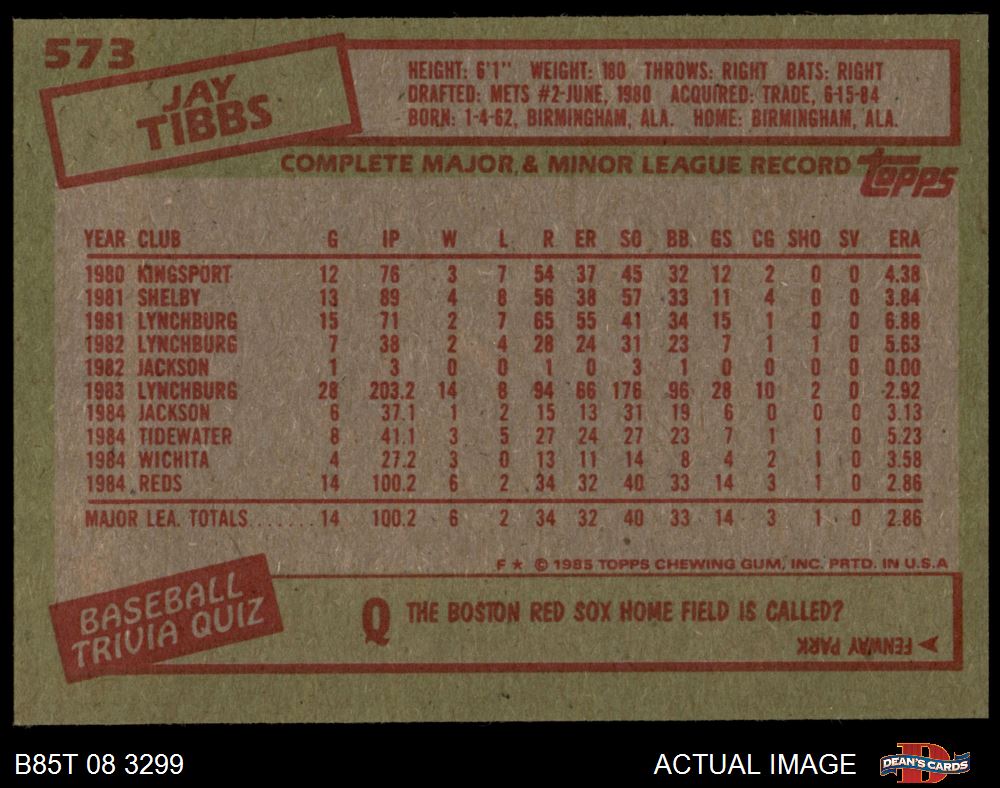 573
JAY
TIBBS
HEIGHT: 6'1" WEIGHT: 180 THROWS: RIGHT BATS: RIGHT
DRAFTED: METS #2-JUNE, 1980 ACQUIRED: TRADE, 6-15-84
BORN: 1-4-62, BIRMINGHAM, ALA. HOME: BIRMINGHAM, ALA.
COMPLETE MAJOR & MINOR LEAGUE RECORD topps
YEAR CLUB G IP W L R ER SO BB GS CG SHO SV ERA
1980 KINGSPORT 12 76 3 7 54 37 45 32 12 2 0 0 4.38
1981 SHELBY 13 89 4 8 56 38 57 33 11 4 0 0 3.84
1981 LYNCHBURG 15 71 2 7 65 55 41 34 15 1 0 0 6.88
1982 LYNCHBURG 7 38 2 4 28 24 31 23 7 1 1 0 5.63
1982 JACKSON 1 3 0 0 1 0 3 1 0 0 0 0 0.00
1983 LYNCHBURG 28 203.2 14 8 94 66 176 96 28 10 2 0 2.92
1984 JACKSON 6 37.1 1 2 15 13 31 19 6 0 0 0 3.13
1984 TIDEWATER 8 41.1 3 5 27 24 27 23 7 1 1 0 5.23
1984 WICHITA 4 27.2 3 0 13 11 14 8 4 2 1 0 3.58
1984 REDS 14 100.2 6 2 34 32 40 33 14 3 1 0 2.86
MAJOR LEA. TOTALS....... 14 100.2 6 2 34 32 40 33 14 3 1 0 2.86
F★ © 1985 TOPPS CHEWING GUM, INC. PRTD. IN U.S.A
BASEBALL
TRIVIA QUIZ
Q THE BOSTON RED SOX HOME FIELD IS CALLED?
FENWAY PARK
B85T 08 3299
ACTUAL IMAGE
D
DEAN'S CARDS